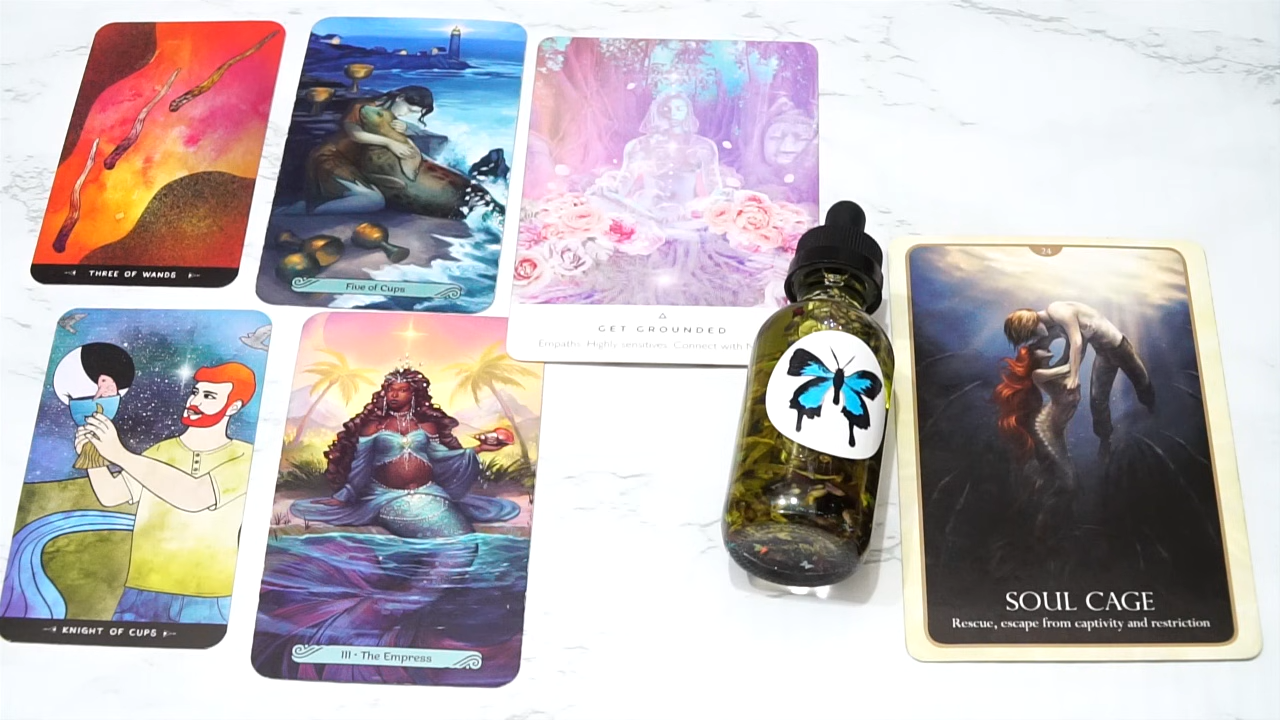 THREE OF WANDS
Five of Cups
GET GROUNDED
Empaths. Highly sensitives. Connect with
24
SOUL CAGE
Rescue, escape from captivity and restriction
KNIGHT OF CUPS
III • The Empress